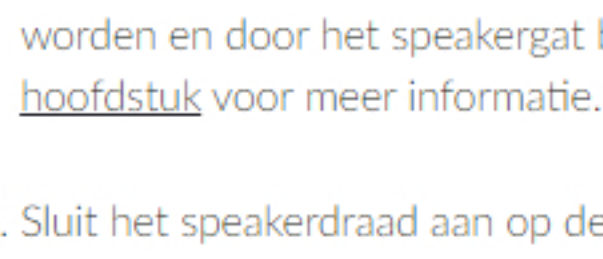 worden en door het speakergat
hoofdstuk voor meer informatie.
. Sluit het speakerdraad aan op de